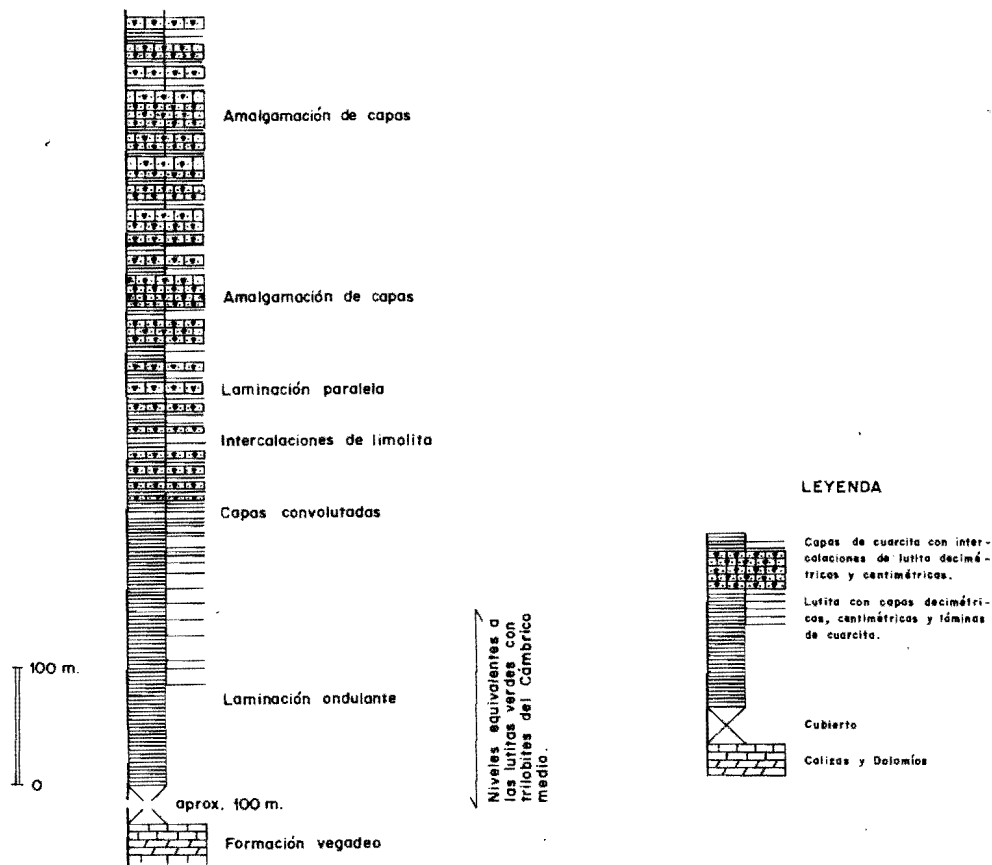 Amalgamación de capas
Amalgamación de capas
Laminación paralela
Intercalaciones de limolita
Capas convolutadas
Laminación ondulante
100 m.
0
aprox. 100 m.
Formación vegadeo
Niveles equivalentes a
las lutitas verdes con
trilobites del Cámbrico
medio.
LEYENDA
Capas de cuarcita con inter-
calaciones de lutita decimé-
tricas y centimétricas.
Lutita con capas decimétri-
cas, centimétricas y láminas
de cuarcita.
Cubierto
Calizas y Dolomías